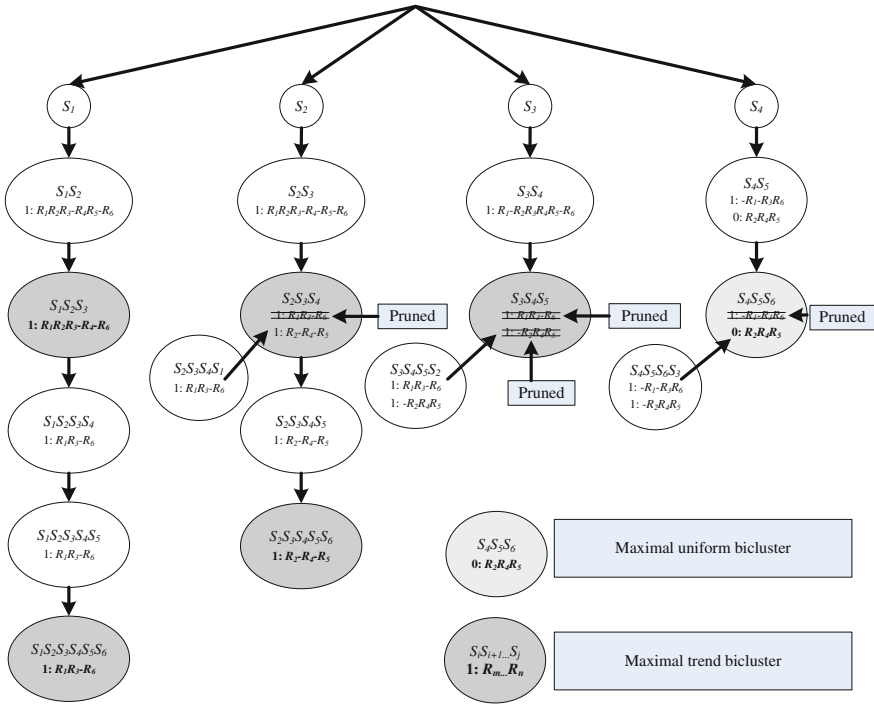 S1 S2 S3 S4
S1S2
1: R1R2R3-R4R5-R6
S2S3
1: R1R2R3-R4-R5-R6
S3S4
1: R1-R2R3R4R5-R6
S4S5
1: -R1-R3R6
0: R2R4R5
S1S2S3
1: R1R2R3-R4-R6
S2S3S4
1: R1R3-R6
1: R2-R4-R5
Pruned
S3S4S5
1: R1R3-R6
1: -R2R4R5
Pruned
S4S5S6
1: -R1-R3R6
0: R2R4R5
Pruned
S2S3S4S1
1: R1R3-R6
S3S4S5S2
1: R1R3-R6
1: -R2R4R5
Pruned
S4S5S6S3
1: -R1-R3R6
1: -R2R4R5
S1S2S3S4
1: R1R3-R6
S2S3S4S5
1: R2-R4-R5
S1S2S3S4S5
1: R1R3-R6
S2S3S4S5S6
1: R2-R4-R5
S4S5S6
0: R2R4R5
Maximal uniform bicluster
S1S2S3S4S5S6
1: R1R3-R6
SiSi+1...Sj
1: Rm...Rn
Maximal trend bicluster